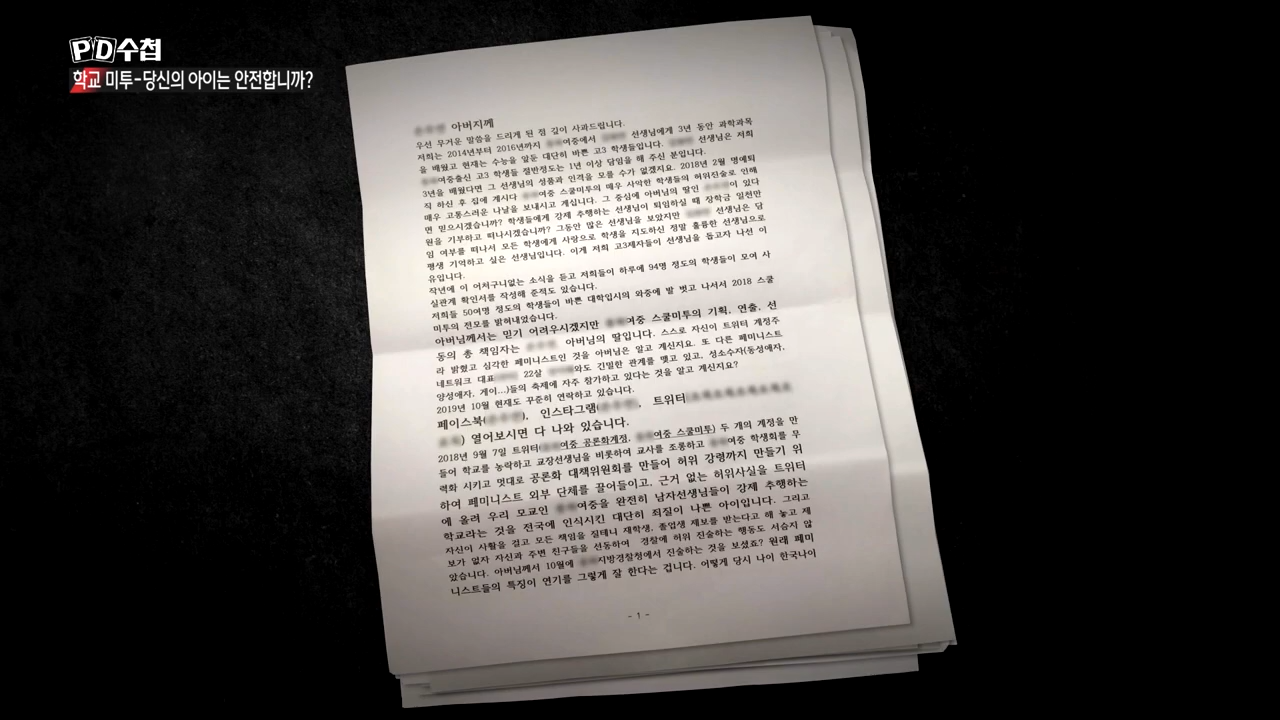 PD수첩
학교 미투-당신의 아이는 안전합니까?
아버지께
우선 무거운 말씀을 드리게 된 점 깊이 사과드립니다.
저희는 2014년부터 2016년까지 여중에서 선생님에게 3년 동안 과학과목
을 배웠고 현재는 수능을 앞둔 대단히 바쁜 고3 학생들입니다. 선생님은 저희
여중출신 고3 학생들 절반정도는 1년 이상 담임을 해 주신 분입니다.
3년을 배웠다면 그 선생님의 성품과 인격을 모를 수가 없겠지요. 2018년 2월 명예퇴
직 하신 후 집에 계시다 여중 스쿨미투의 매우 사악한 학생들의 허위진술로 인해
매우 고통스러운 나날을 보내시고 계십니다. 그 중심에 아버님의 딸인 이 있다
면 믿으시겠습니까? 학생들에게 강제 추행하는 선생님이 퇴임하실 때 장학금 일천만
원을 기부하고 떠나시겠습니까? 그동안 많은 선생님을 보았지만 선생님은 담
임 여부를 떠나서 모든 학생에게 사랑으로 학생을 지도하신 정말 훌륭한 선생님으로
평생 기억하고 싶은 선생님입니다. 이게 저희 고3제자들이 선생님을 돕고자 나선 이
유입니다.
작년에 이 어처구니없는 소식을 듣고 저희들이 하루에 94명 정도의 학생들이 모여 사
실관계 확인서를 작성해 준적도 있습니다.
저희들 50여명 정도의 학생들이 바쁜 대학입시의 와중에 발 벗고 나서서 2018 스쿨
미투의 전모를 밝혀내었습니다.
아버님께서는 믿기 어려우시겠지만 여중 스쿨미투의 기획, 연출, 선
동의 총 책임자는 아버님의 딸입니다. 스스로 자신이 트위터 계정주
라 밝혔고 심각한 페미니스트인 것을 아버님은 알고 계신지요. 또 다른 페미니스트
네트워크 대표 22살 와도 긴밀한 관계를 맺고 있고, 성소수자(동성애자,
양성애자, 게이...)들의 축제에 자주 참가하고 있다는 것을 알고 계신지요?
2019년 10월 현재도 꾸준히 연락하고 있습니다.
페이스북( ), 인스타그램( ), 트위터(
) 열어보시면 다 나와 있습니다.
2018년 9월 7일 트위터( 여중 공론화계정, 여중 스쿨미투) 두 개의 계정을 만
들어 학교를 농락하고 교장선생님을 비롯하여 교사를 조롱하고 여중 학생회를 무
력화 시키고 멋대로 공론화 대책위원회를 만들어 허위 강령까지 만들기 위
하여 페미니스트 외부 단체를 끌어들이고, 근거 없는 허위사실을 트위터
에 올려 우리 모교인 여중을 완전히 남자선생님들이 강제 추행하는
학교라는 것을 전국에 인식시킨 대단히 죄질이 나쁜 아이입니다. 그리고
자신이 사활을 걸고 모든 책임을 질테니 재학생, 졸업생 제보를 받는다고 해 놓고 제
보가 없자 자신과 주변 친구들을 선동하여 경찰에 허위 진술하는 행동도 서슴지 않
았습니다. 아버님께서 10월에 지방경찰청에서 진술하는 것을 보셨죠? 원래 페미
니스트들의 특징이 연기를 그렇게 잘 한다는 겁니다. 어떻게 당시 나이 한국나이
- 1 -